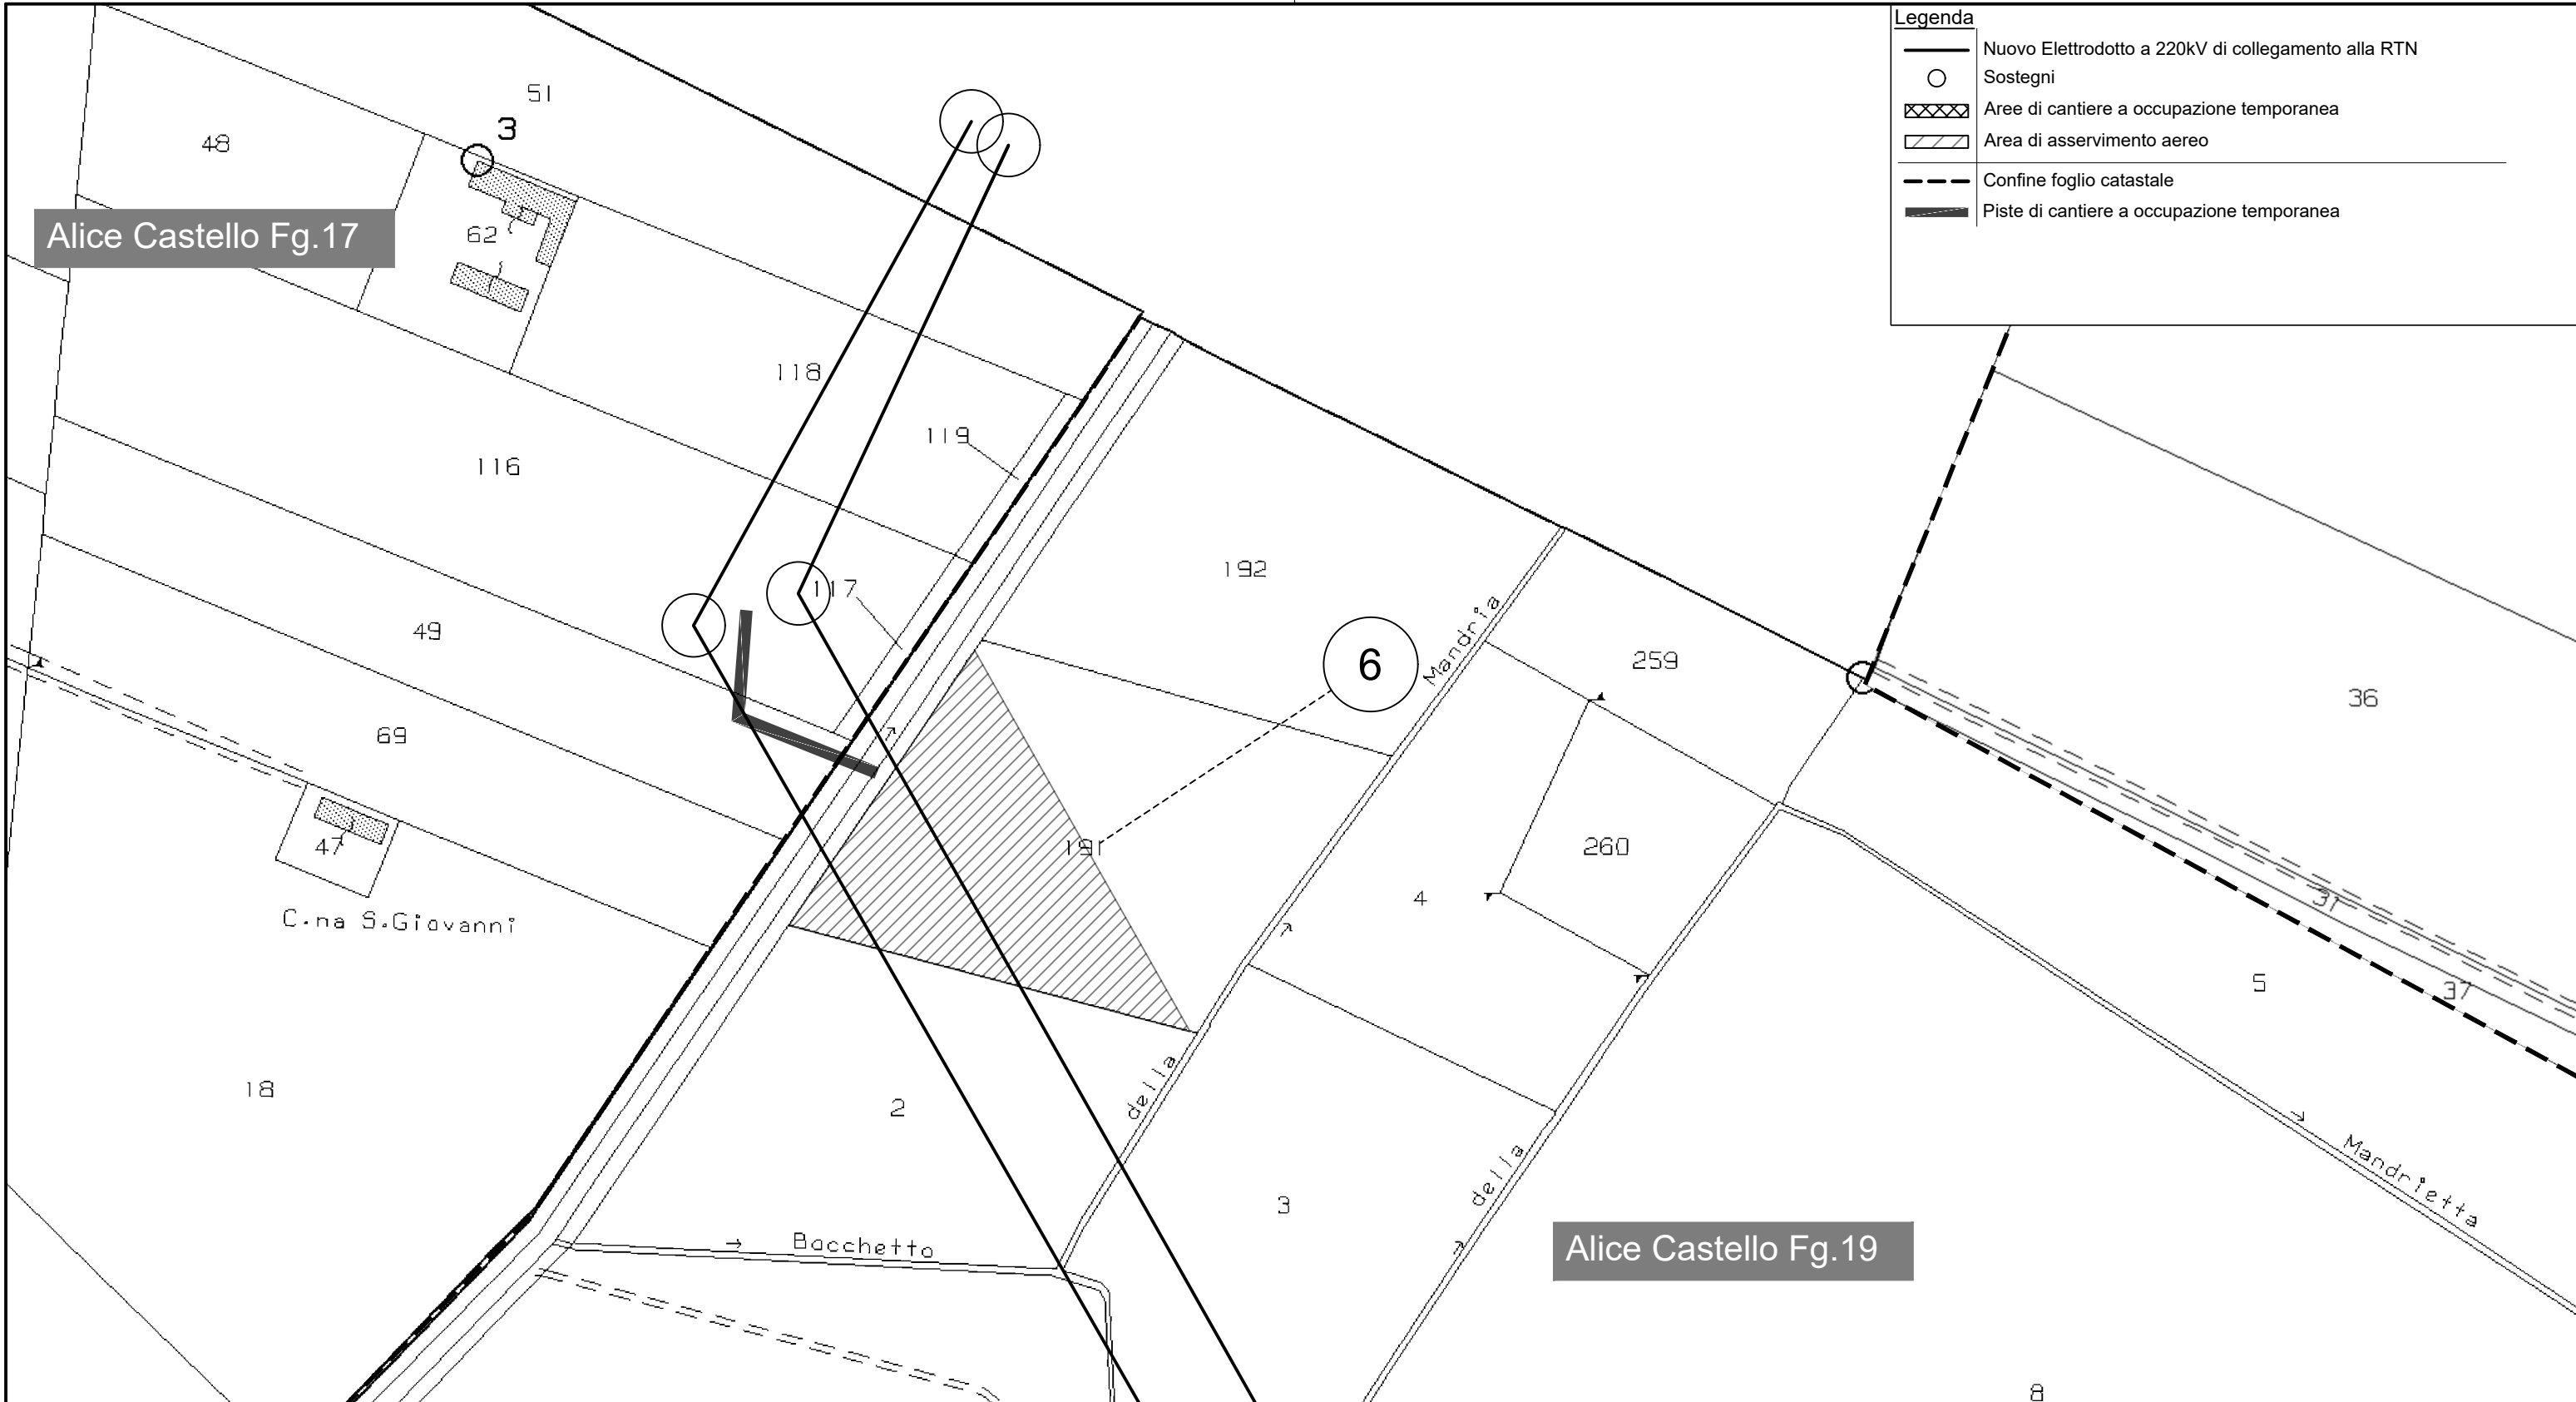 Legenda
Nuovo Elettrodotto a 220kV di collegamento alla RTN
Sostegni
Aree di cantiere a occupazione temporanea
Area di asservimento aereo
Confine foglio catastale
Piste di cantiere a occupazione temporanea
51
3
48
Alice Castello Fg.17
62
118
119
116
192
117
Mandria
49
259
6
36
69
191
47
260
4
31
C.na S.Giovanni
5
37
18
2
della
Mandrietta
della
3
Bacchetto
Alice Castello Fg.19
8